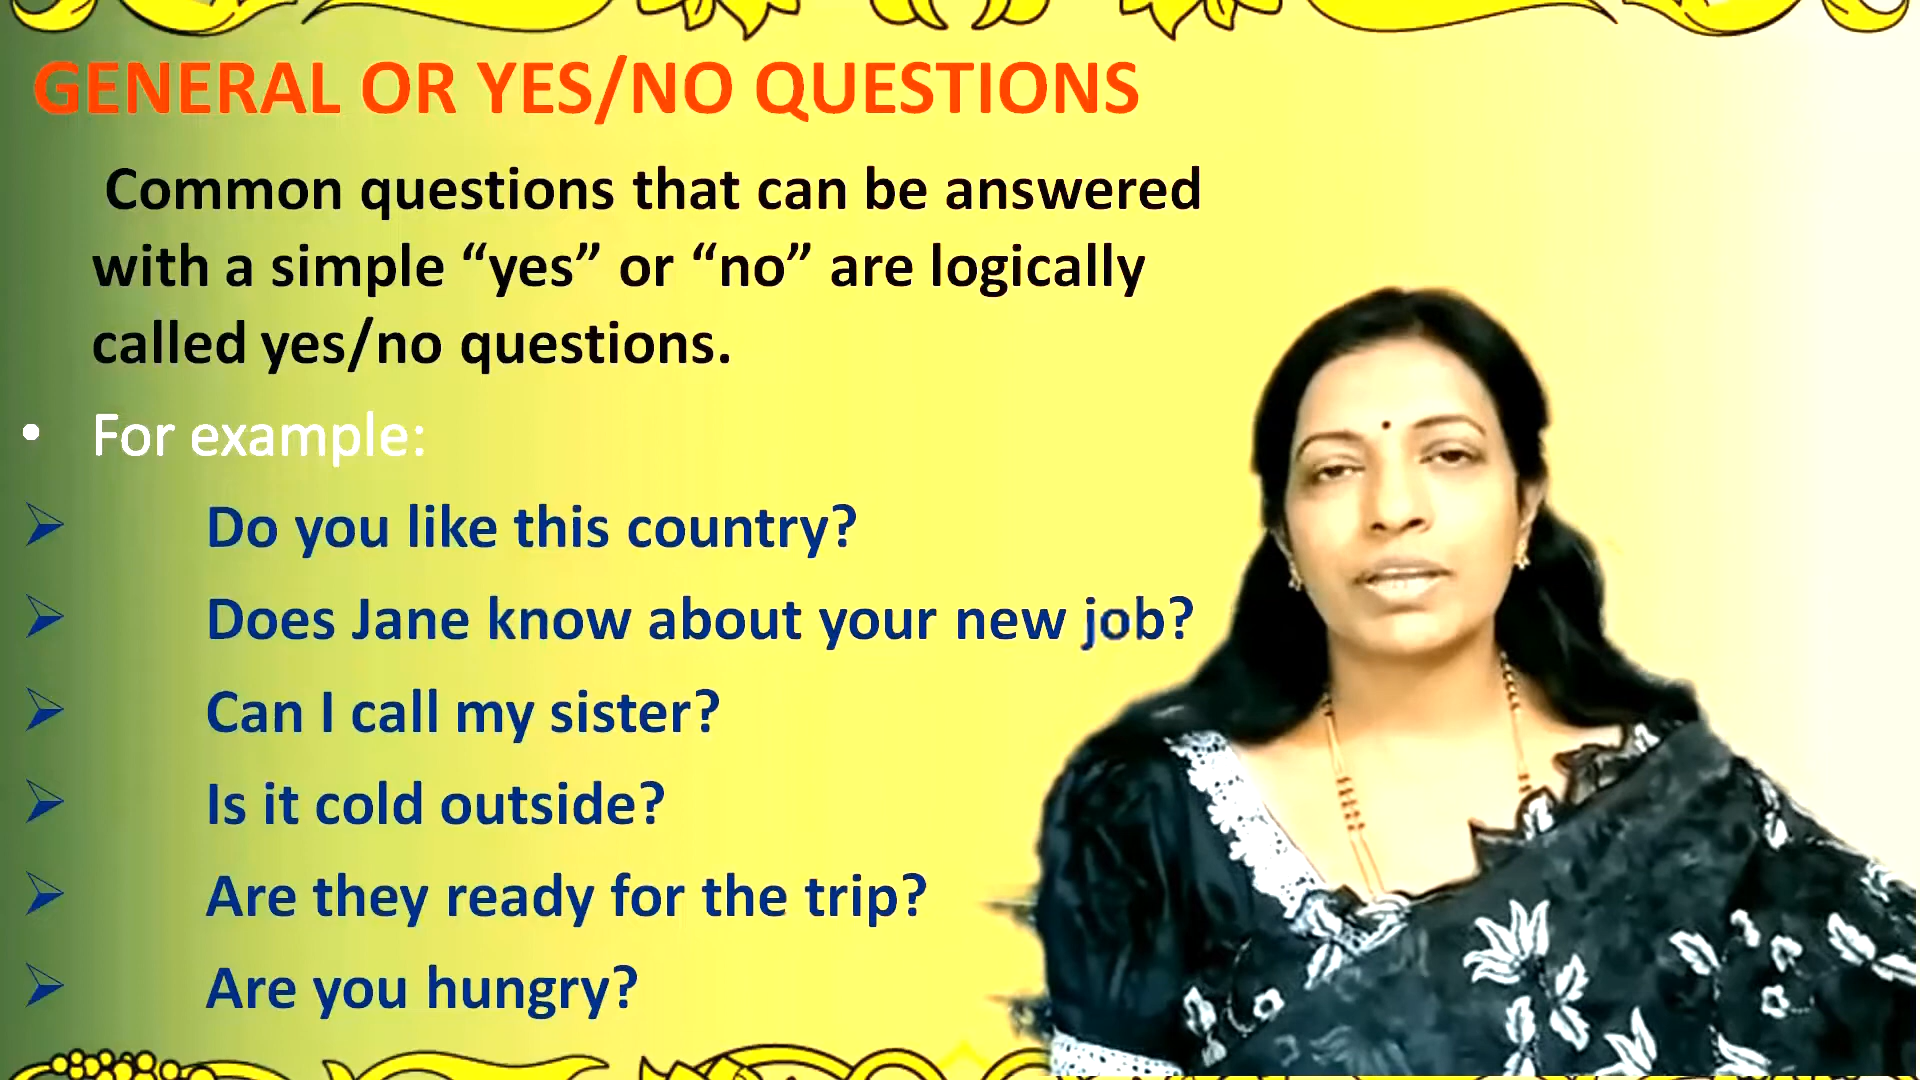 GENERAL OR YES/NO QUESTIONS
Common questions that can be answered
with a simple “yes” or “no” are logically
called yes/no questions.
• For example:
➢ Do you like this country?
➢ Does Jane know about your new job?
➢ Can I call my sister?
➢ Is it cold outside?
➢ Are they ready for the trip?
➢ Are you hungry?